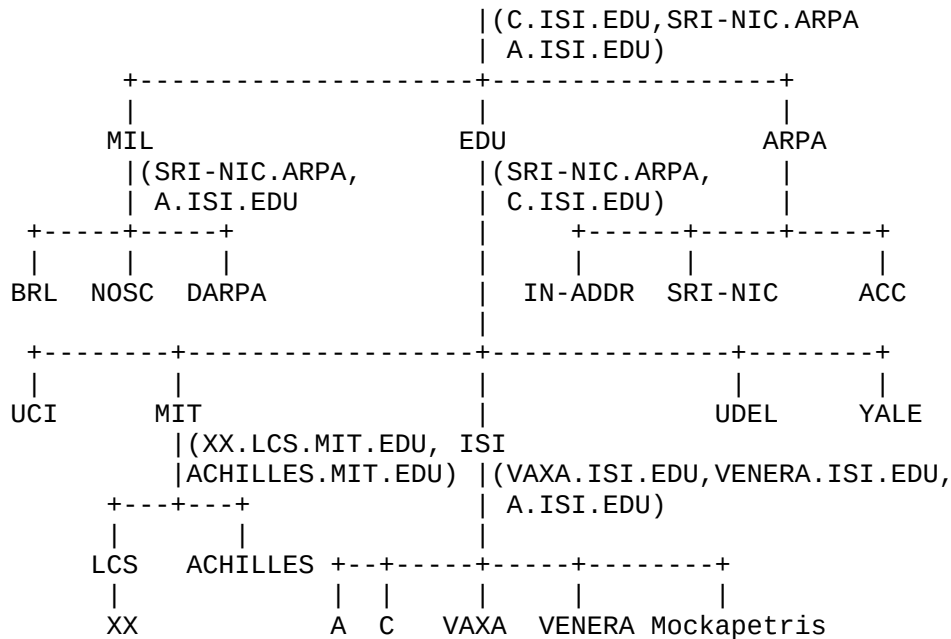 (C.ISI.EDU,SRI-NIC.ARPA
A.ISI.EDU)
MIL EDU ARPA
(SRI-NIC.ARPA, (SRI-NIC.ARPA,
A.ISI.EDU C.ISI.EDU)
BRL NOSC DARPA IN-ADDR SRI-NIC ACC
UCI MIT UDEL YALE
(XX.LCS.MIT.EDU, ISI
ACHILLES.MIT.EDU) (VAXA.ISI.EDU,VENERA.ISI.EDU,
A.ISI.EDU)
LCS ACHILLES
XX A C VAXA VENERA Mockapetris